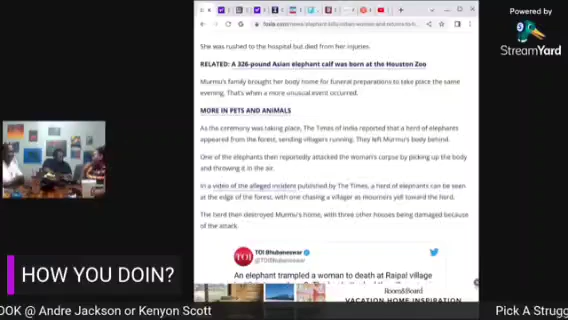 Powered by
StreamYard
She was rushed to the hospital but died from her injuries.
RELATED: A 326-pound Asian elephant calf was born at the Houston Zoo
Murmu's family brought her body home for funeral preparations to take place the same
evening. That's when a more unusual event occurred.
MORE IN PETS AND ANIMALS
As the ceremony was taking place, The Times of India reported that a herd of elephants
appeared from the forest, sending villagers running. They left Murmu's body behind.
One of the elephants then reportedly attacked the woman's corpse by picking up the body
and throwing it in the air.
In a video of the alleged incident published by The Times, a herd of elephants can be seen
at the edge of the forest, with one chasing a villager as mourners yell toward the herd.
The herd then destroyed Murmu's home, with three other houses being damaged because
of the attack.
TOI
TOI Bhubaneswar
@TOIBhubaneswar
An elephant trampled a woman to death at Raipal village
Room&Board
VACATION HOME INSPIRATION
HOW YOU DOIN?
OOK @ Andre Jackson or Kenyon Scott
Pick A Strugg